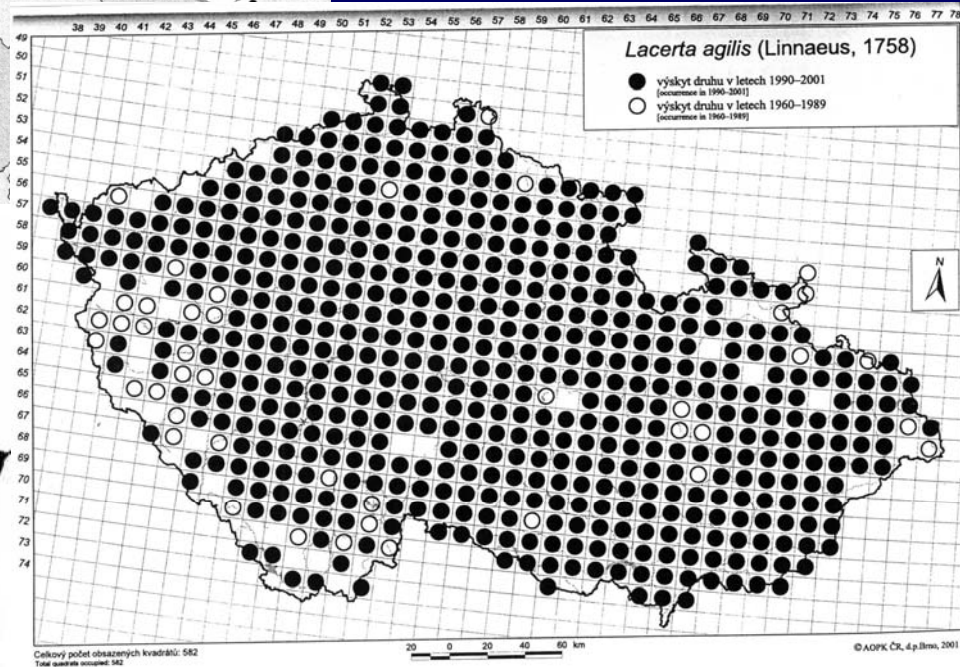 38 39 40 41 42 43 44 45 46 47 48 49 50 51 52 53 54 55 56 57 58 59 60 61 62 63 64 65 66 67 68 69 70 71 72 73 74 75 76 77 78
Lacerta agilis (Linnaeus, 1758)
výskyt druhu v letech 1990–2001
[occurrence in 1990–2001]
výskyt druhu v letech 1960–1989
[occurrence in 1960–1989]
49
50
51
52
53
54
55
56
57
58
59
60
61
62
63
64
65
66
67
68
69
70
71
72
73
74
N
Celkový počet obsazených kvadrátů: 582
Total quadrats occupied: 582
20 0 20 40 60 km
© AOPK ČR, d.p.Brno, 2001